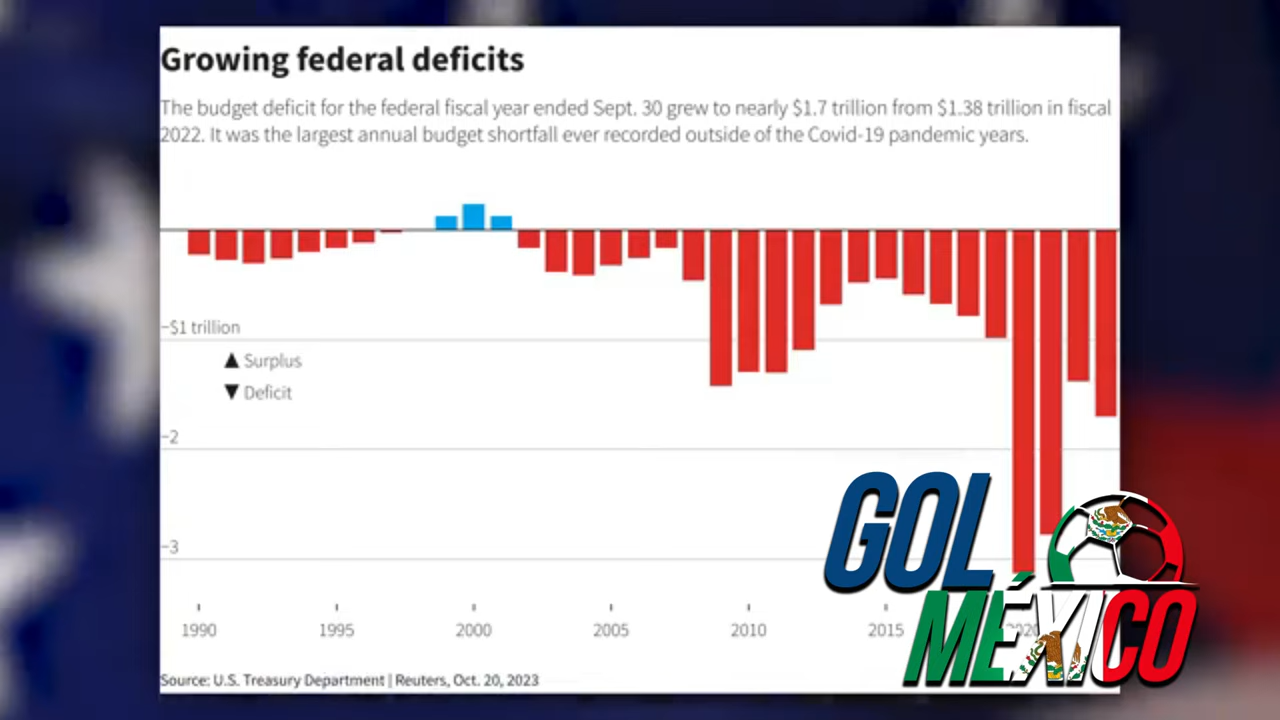 Growing federal deficits
The budget deficit for the federal fiscal year ended Sept. 30 grew to nearly $1.7 trillion from $1.38 trillion in fiscal
2022. It was the largest annual budget shortfall ever recorded outside of the Covid-19 pandemic years.
−$1 trillion
▲ Surplus
▼ Deficit
−2
−3
1990 1995 2000 2005 2010 2015 2020
Source: U.S. Treasury Department | Reuters, Oct. 20, 2023
GOL
MÉXICO